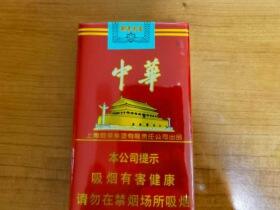 中華
上海烟草集团有限责任公司出品
本公司提示
吸烟有害健康
请勿在禁烟场所吸烟